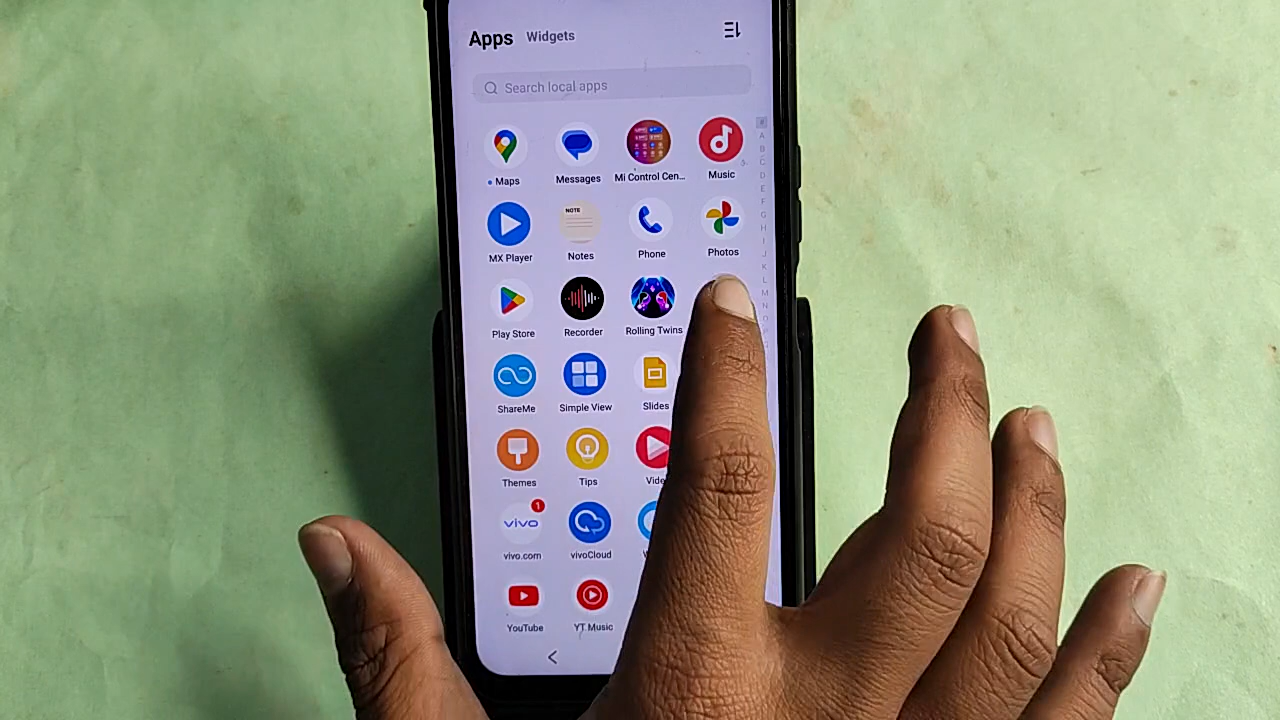 Apps Widgets
Search local apps
Maps Messages Mi Control Cen... Music
NOTE
MX Player Notes Phone Photos
Play Store Recorder Rolling Twins
ShareMe Simple View Slides
Themes Tips Vide
vivo
1
vivo.com vivoCloud
YouTube YT Music
#
A
B
C
D
E
F
G
H
I
J
K
L
M
N
O
P
Q